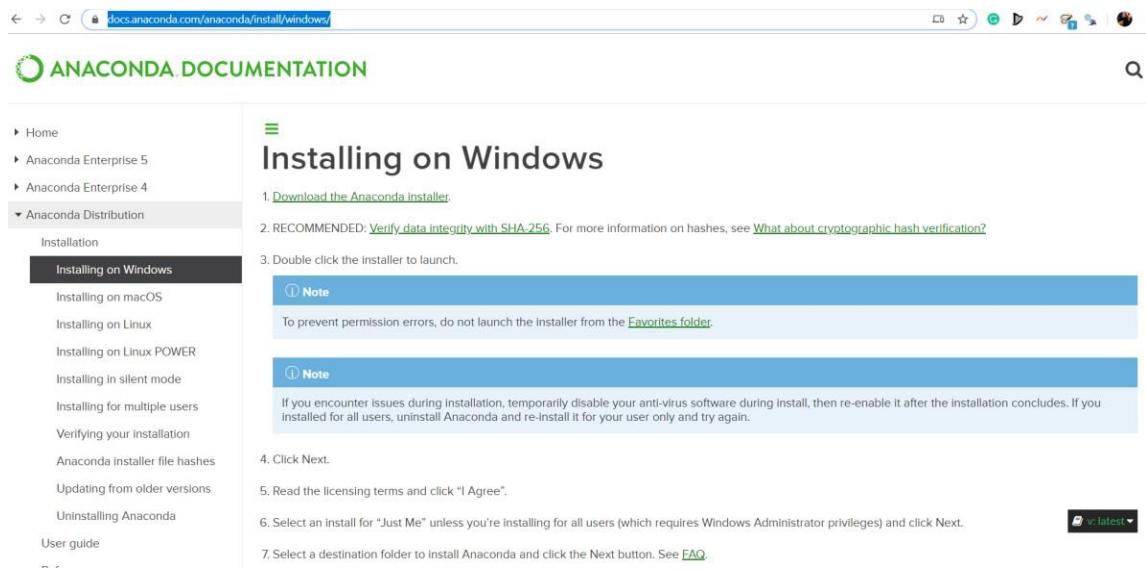 docs.anaconda.com/anaconda/install/windows/
ANACONDA.DOCUMENTATION
Home
Anaconda Enterprise 5
Anaconda Enterprise 4
Anaconda Distribution
Installation
Installing on Windows
Installing on macOS
Installing on Linux
Installing on Linux POWER
Installing in silent mode
Installing for multiple users
Verifying your installation
Anaconda installer file hashes
Updating from older versions
Uninstalling Anaconda
User guide
Installing on Windows
1. Download the Anaconda installer.
2. RECOMMENDED: Verify data integrity with SHA-256. For more information on hashes, see What about cryptographic hash verification?
3. Double click the installer to launch.
Note
To prevent permission errors, do not launch the installer from the Favorites folder.
Note
If you encounter issues during installation, temporarily disable your anti-virus software during install, then re-enable it after the installation concludes. If you
installed for all users, uninstall Anaconda and re-install it for your user only and try again.
4. Click Next.
5. Read the licensing terms and click “I Agree”.
6. Select an install for “Just Me” unless you’re installing for all users (which requires Windows Administrator privileges) and click Next.
v: latest
7. Select a destination folder to install Anaconda and click the Next button. See FAQ.